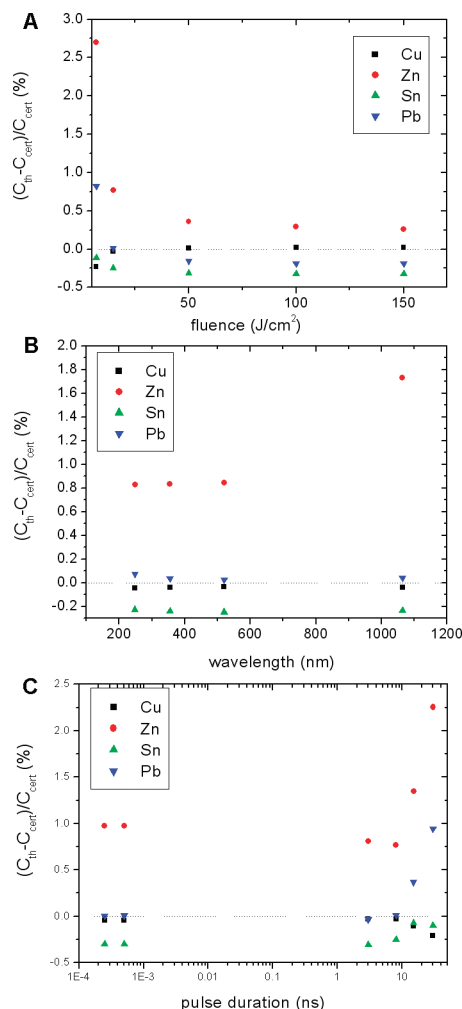 A
3.0
2.5
2.0
1.5
1.0
0.5
0.0
-0.5
(C_th-C_cert)/C_cert (%)
Cu
Zn
Sn
Pb
50
100
150
fluence (J/cm²)
B
2.0
1.8
1.6
1.4
1.2
1.0
0.8
0.6
0.4
0.2
0.0
-0.2
(C_th-C_cert)/C_cert (%)
Cu
Zn
Sn
Pb
200
400
600
800
1000
1200
wavelength (nm)
C
2.5
2.0
1.5
1.0
0.5
0.0
-0.5
(C_th-C_cert)/C_cert (%)
Cu
Zn
Sn
Pb
1E-4
1E-3
0.01
0.1
1
10
pulse duration (ns)